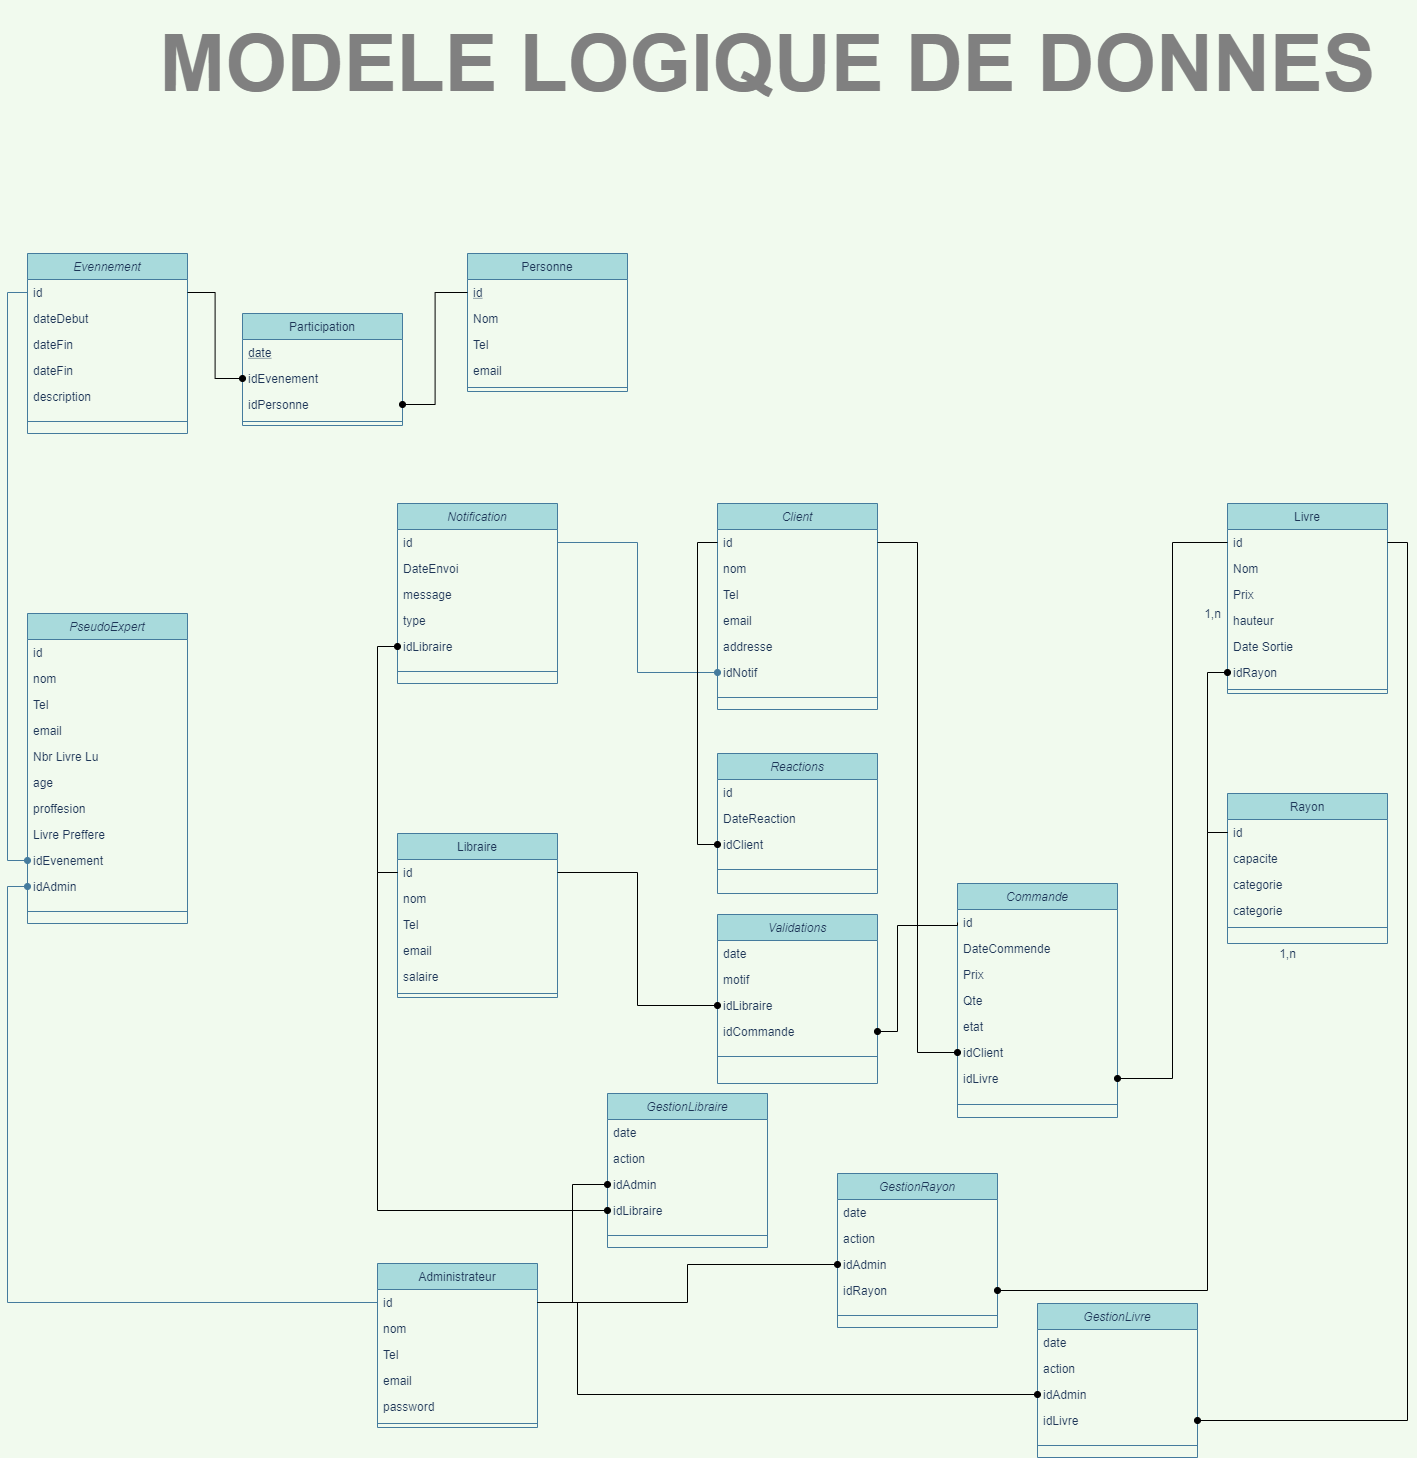 MODELE LOGIQUE DE DONNES
Evennement
id
dateDebut
dateFin
dateFin
description
Participation
date
idEvenement
idPersonne
Personne
id
Nom
Tel
email
Notification
id
DateEnvoi
message
type
idLibraire
Client
id
nom
Tel
email
addresse
idNotif
Livre
id
Nom
Prix
1,n
hauteur
Date Sortie
idRayon
PseudoExpert
id
nom
Tel
email
Nbr Livre Lu
age
proffesion
Livre Preffere
idEvenement
idAdmin
Reactions
id
DateReaction
idClient
Rayon
id
capacite
categorie
categorie
1,n
Libraire
id
nom
Tel
email
salaire
Validations
date
motif
idLibraire
idCommande
Commande
id
DateCommende
Prix
Qte
etat
idClient
idLivre
GestionLibraire
date
action
idAdmin
idLibraire
GestionRayon
date
action
idAdmin
idRayon
Administrateur
id
nom
Tel
email
password
GestionLivre
date
action
idAdmin
idLivre